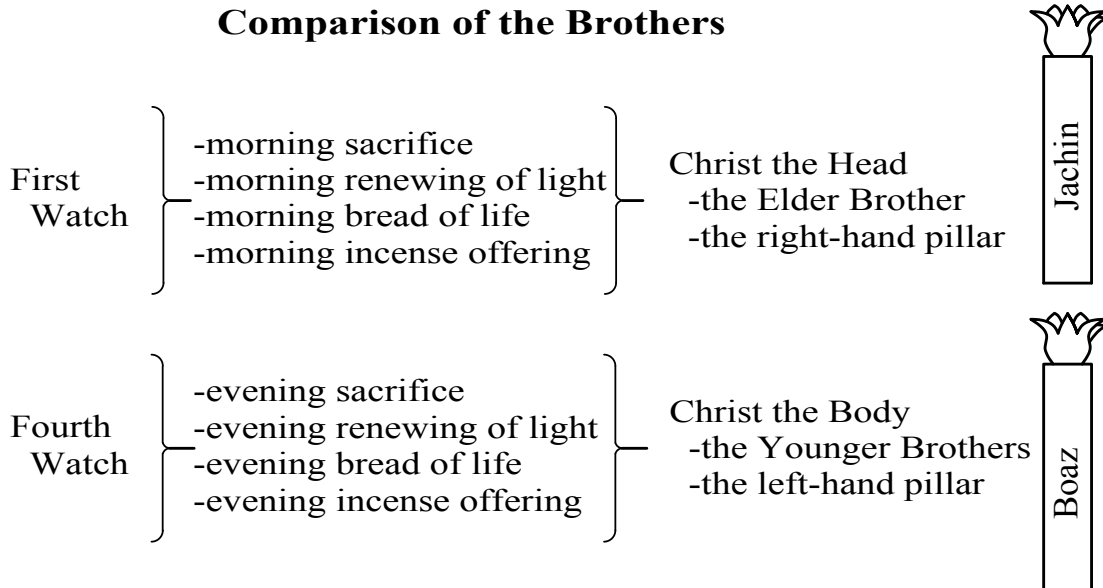 Comparison of the Brothers
First
Watch
-morning sacrifice
-morning renewing of light
-morning bread of life
-morning incense offering
Christ the Head
-the Elder Brother
-the right-hand pillar
Jachin
Fourth
Watch
-evening sacrifice
-evening renewing of light
-evening bread of life
-evening incense offering
Christ the Body
-the Younger Brothers
-the left-hand pillar
Boaz